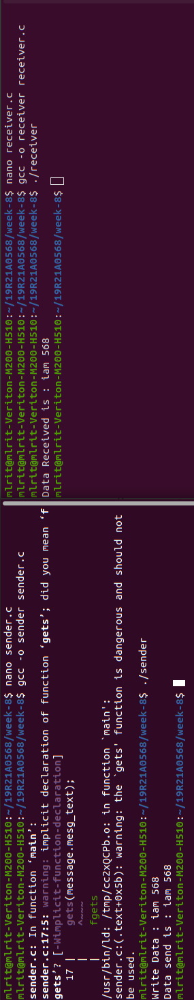 mlrit@mlrit-Veriton-M200-H510:~/19R21A0568/week-8$ nano sender.c
mlrit@mlrit-Veriton-M200-H510:~/19R21A0568/week-8$ gcc -o sender sender.c
sender.c: In function ‘main’:
sender.c:17:5: warning: implicit declaration of function ‘gets’; did you mean ‘f
gets’? [-Wimplicit-function-declaration]
   17 |     gets(message.mesg_text);
      |     ^~~~
      |     fgets
/usr/bin/ld: /tmp/cc2xQCPb.o: in function `main':
sender.c:(.text+0x5b): warning: the `gets' function is dangerous and should not
be used.
mlrit@mlrit-Veriton-M200-H510:~/19R21A0568/week-8$ ./sender
Write Data : iam 568
Data send is : iam 568
mlrit@mlrit-Veriton-M200-H510:~/19R21A0568/week-8$
mlrit@mlrit-Veriton-M200-H510:~/19R21A0568/week-8$ nano receiver.c
mlrit@mlrit-Veriton-M200-H510:~/19R21A0568/week-8$ gcc -o receiver receiver.c
mlrit@mlrit-Veriton-M200-H510:~/19R21A0568/week-8$ ./receiver
Data Received is : iam 568
mlrit@mlrit-Veriton-M200-H510:~/19R21A0568/week-8$